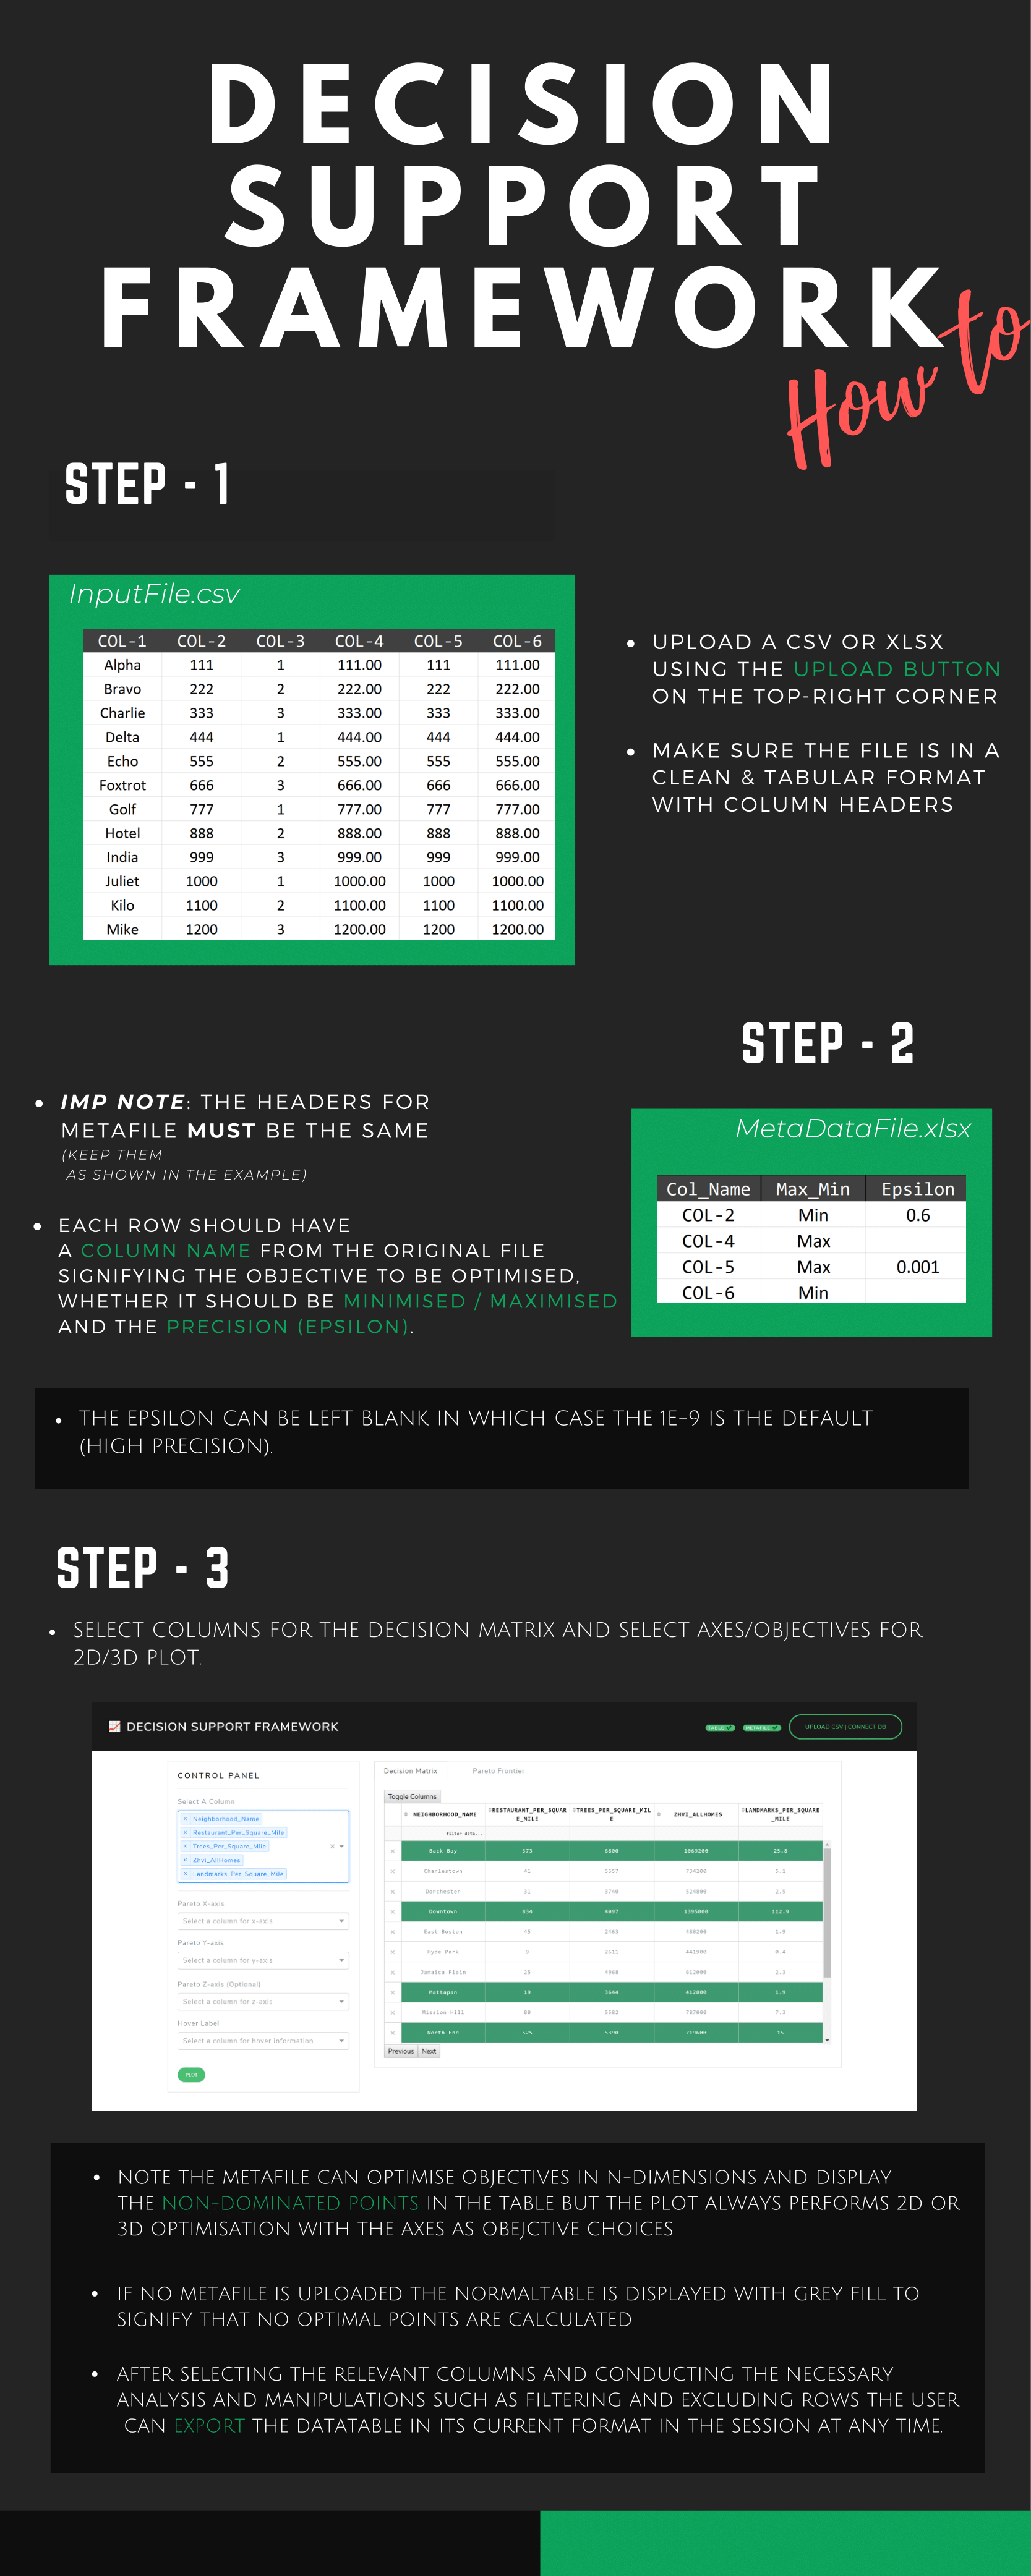 DECISION
SUPPORT
FRAMEWORK
How to
STEP - 1
InputFile.csv
COL-1 COL-2 COL-3 COL-4 COL-5 COL-6
Alpha 111 1 111.00 111 111.00
Bravo 222 2 222.00 222 222.00
Charlie 333 3 333.00 333 333.00
Delta 444 1 444.00 444 444.00
Echo 555 2 555.00 555 555.00
Foxtrot 666 3 666.00 666 666.00
Golf 777 1 777.00 777 777.00
Hotel 888 2 888.00 888 888.00
India 999 3 999.00 999 999.00
Juliet 1000 1 1000.00 1000 1000.00
Kilo 1100 2 1100.00 1100 1100.00
Mike 1200 3 1200.00 1200 1200.00
• UPLOAD A CSV OR XLSX
USING THE UPLOAD BUTTON
ON THE TOP-RIGHT CORNER
• MAKE SURE THE FILE IS IN A
CLEAN & TABULAR FORMAT
WITH COLUMN HEADERS
STEP - 2
• IMP NOTE: THE HEADERS FOR
METAFILE MUST BE THE SAME
(KEEP THEM
AS SHOWN IN THE EXAMPLE)
• EACH ROW SHOULD HAVE
A COLUMN NAME FROM THE ORIGINAL FILE
SIGNIFYING THE OBJECTIVE TO BE OPTIMISED,
WHETHER IT SHOULD BE MINIMISED / MAXIMISED
AND THE PRECISION (EPSILON).
MetaDataFile.xlsx
Col_Name Max_Min Epsilon
COL-2 Min 0.6
COL-4 Max
COL-5 Max 0.001
COL-6 Min
• THE EPSILON CAN BE LEFT BLANK IN WHICH CASE THE 1E-9 IS THE DEFAULT
(HIGH PRECISION).
STEP - 3
• SELECT COLUMNS FOR THE DECISION MATRIX AND SELECT AXES/OBJECTIVES FOR
2D/3D PLOT.
DECISION SUPPORT FRAMEWORK
TABLE METAFILE UPLOAD CSV | CONNECT DB
CONTROL PANEL
Select A Column
× Neighborhood_Name
× Restaurant_Per_Square_Mile
× Trees_Per_Square_Mile
× Zhvi_AllHomes
× Landmarks_Per_Square_Mile
Pareto X-axis
Select a column for x-axis
Pareto Y-axis
Select a column for y-axis
Pareto Z-axis (Optional)
Select a column for z-axis
Hover Label
Select a column for hover information
PLOT
Decision Matrix Pareto Frontier
Toggle Columns
NEIGHBORHOOD_NAME RESTAURANT_PER_SQUARE_MILE TREES_PER_SQUARE_MILE ZHVI_ALLHOMES LANDMARKS_PER_SQUARE_MILE
filter data...
× Back Bay 373 6800 1069200 25.8
× Charlestown 41 5557 734200 5.1
× Dorchester 31 3740 524800 2.5
× Downtown 834 4097 1395000 112.9
× East Boston 45 2463 480200 1.9
× Hyde Park 9 2611 441900 0.4
× Jamaica Plain 25 4968 612000 2.3
× Mattapan 19 3644 412800 1.9
× Mission Hill 5582 787000 7.3
× North End 525 5390 719600 15
Previous Next
• NOTE THE METAFILE CAN OPTIMISE OBJECTIVES IN N-DIMENSIONS AND DISPLAY
THE NON-DOMINATED POINTS IN THE TABLE BUT THE PLOT ALWAYS PERFORMS 2D OR
3D OPTIMISATION WITH THE AXES AS OBEJCTIVE CHOICES
• IF NO METAFILE IS UPLOADED THE NORMALTABLE IS DISPLAYED WITH GREY FILL TO
SIGNIFY THAT NO OPTIMAL POINTS ARE CALCULATED
• AFTER SELECTING THE RELEVANT COLUMNS AND CONDUCTING THE NECESSARY
ANALYSIS AND MANIPULATIONS SUCH AS FILTERING AND EXCLUDING ROWS THE USER
CAN EXPORT THE DATATABLE IN ITS CURRENT FORMAT IN THE SESSION AT ANY TIME.